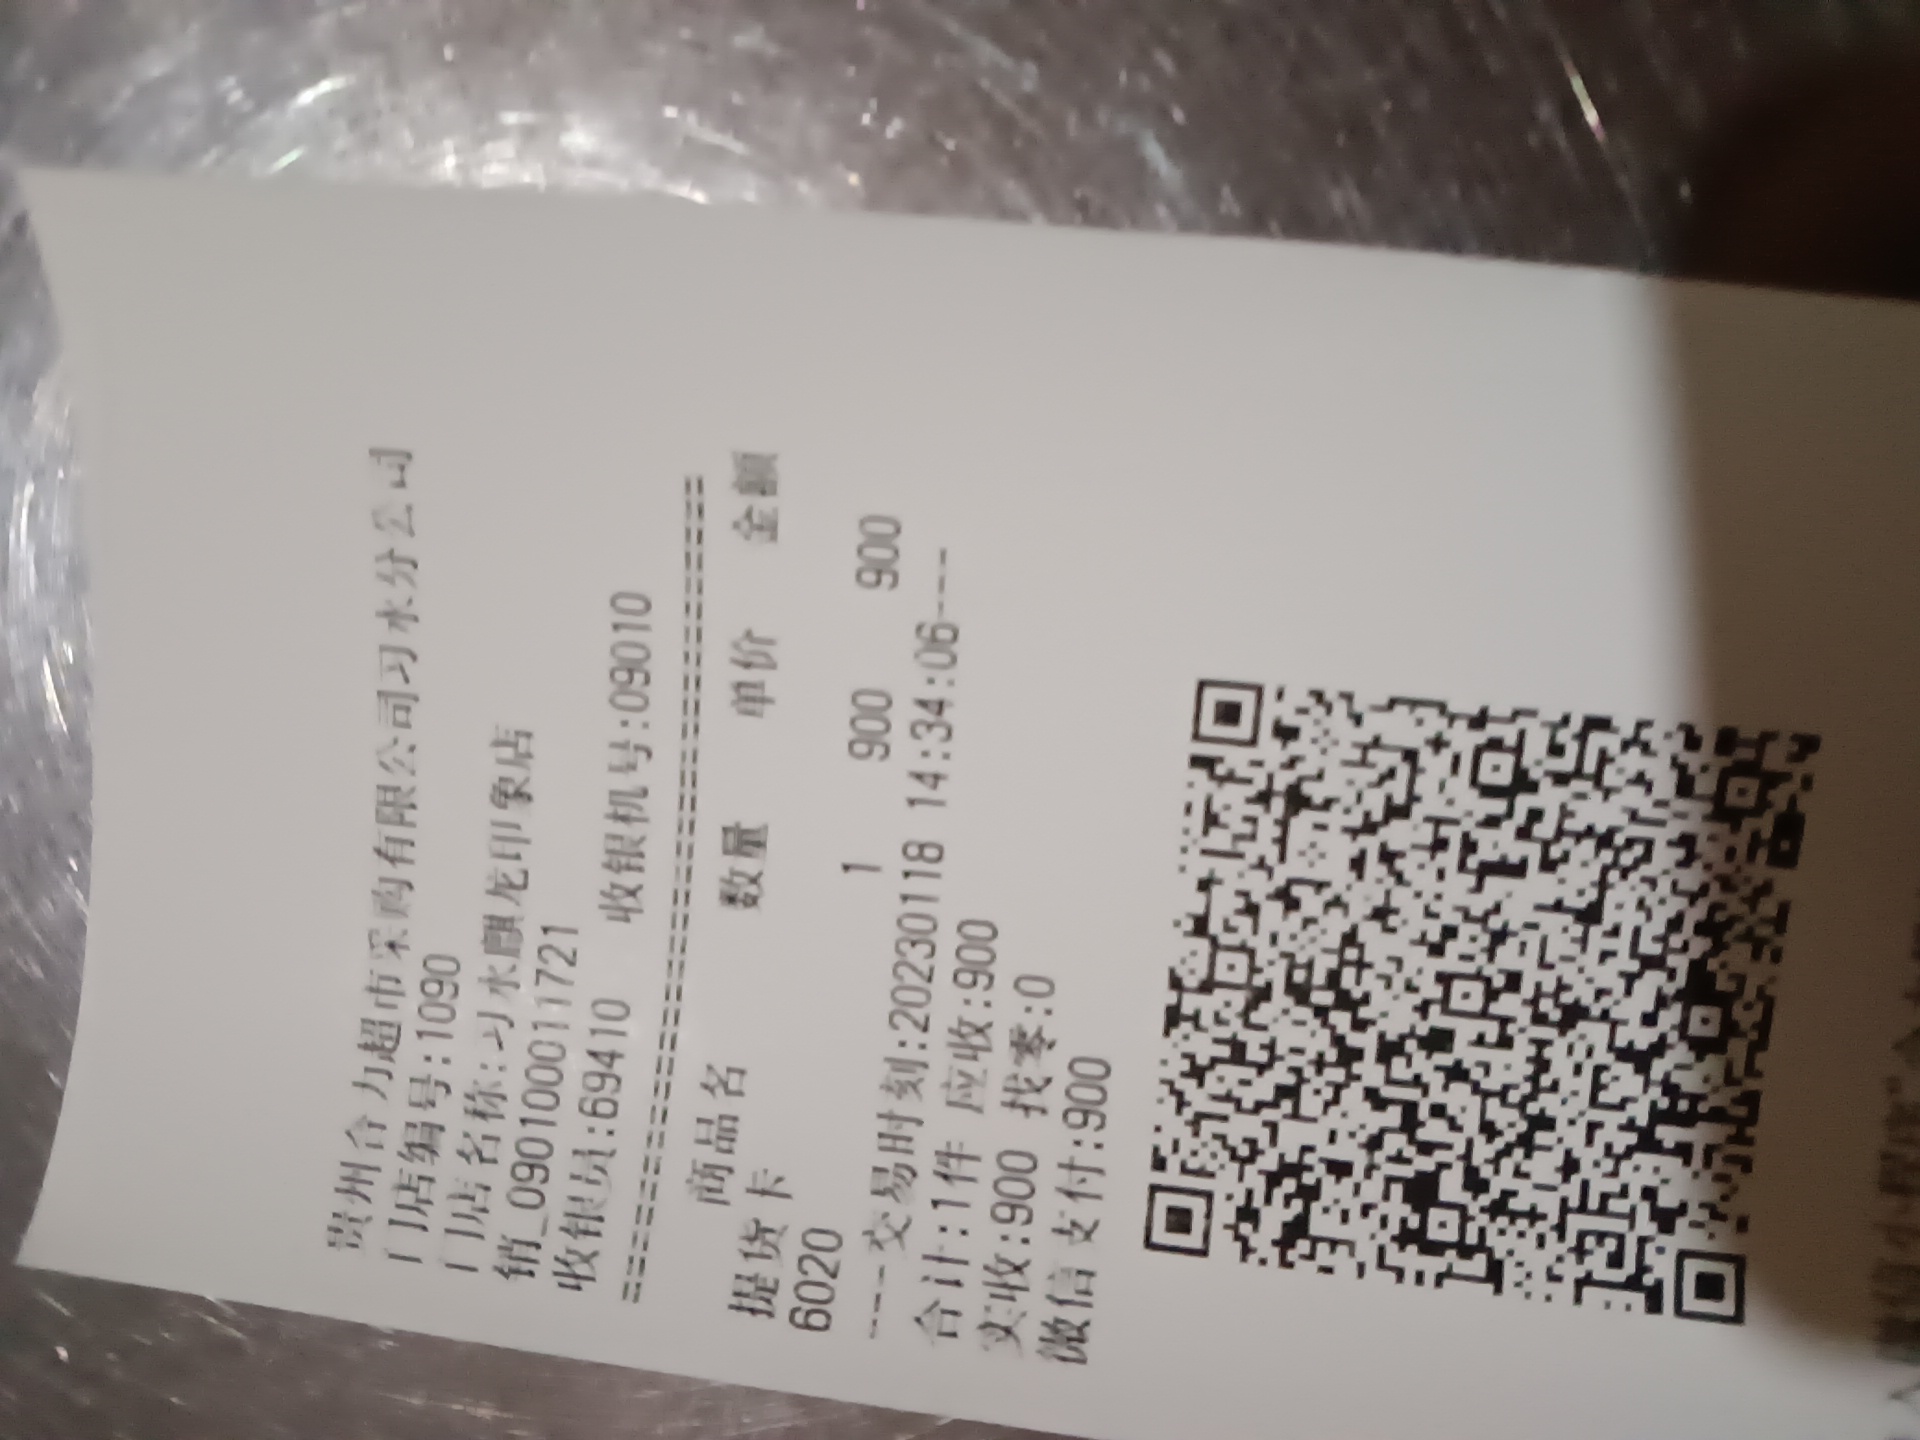 贵州合力超市采购有限公司习水分公司
门店编号:1090
门店名称:习水麒龙印象店
销_0901000011721
收银员:69410 收银机号:09010
商品名 数量 单价 金额
提货卡
6020 1 900 900
----交易时刻:20230118 14:34:06----
合计:1件 应收:900
实收:900 找零:0
微信支付:900